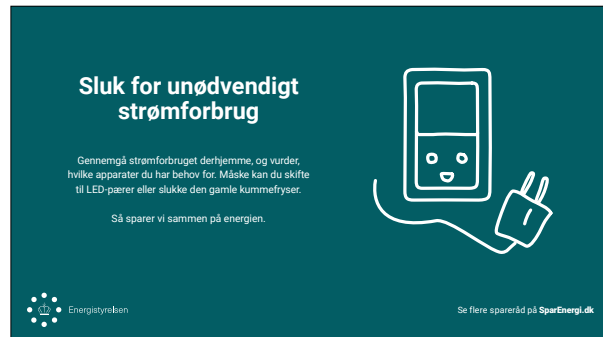 Sluk for unødvendigt
strømforbrug
Gennemgå strømforbruget derhjemme, og vurder,
hvilke apparater du har behov for. Måske kan du skifte
til LED-pærer eller slukke den gamle kummefryser.
Så sparer vi sammen på energien.
Energistyrelsen
Se flere spareråd på SparEnergi.dk